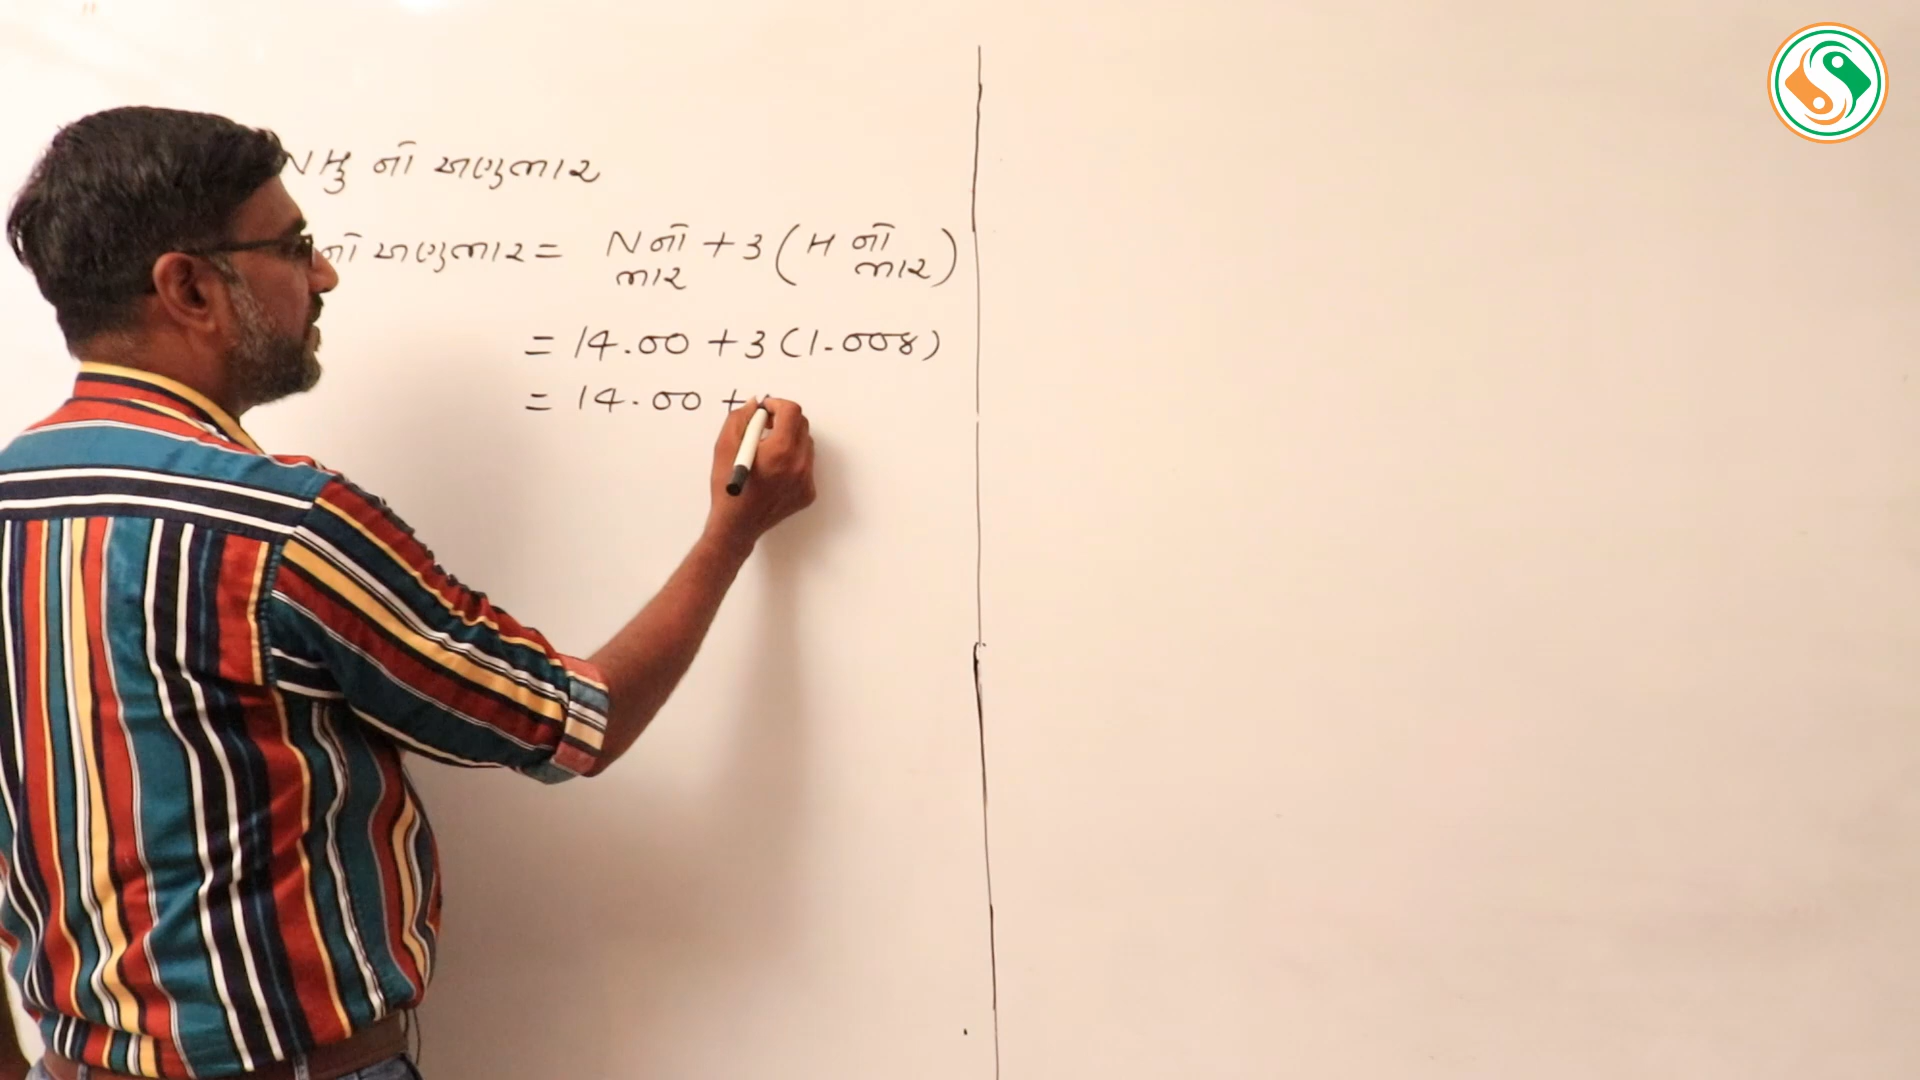 NH₃ નો અણુભાર
નો અણુભાર = N નો ભાર + 3 (H નો ભાર)
= 14.00 + 3 (1.008)
= 14.00 +